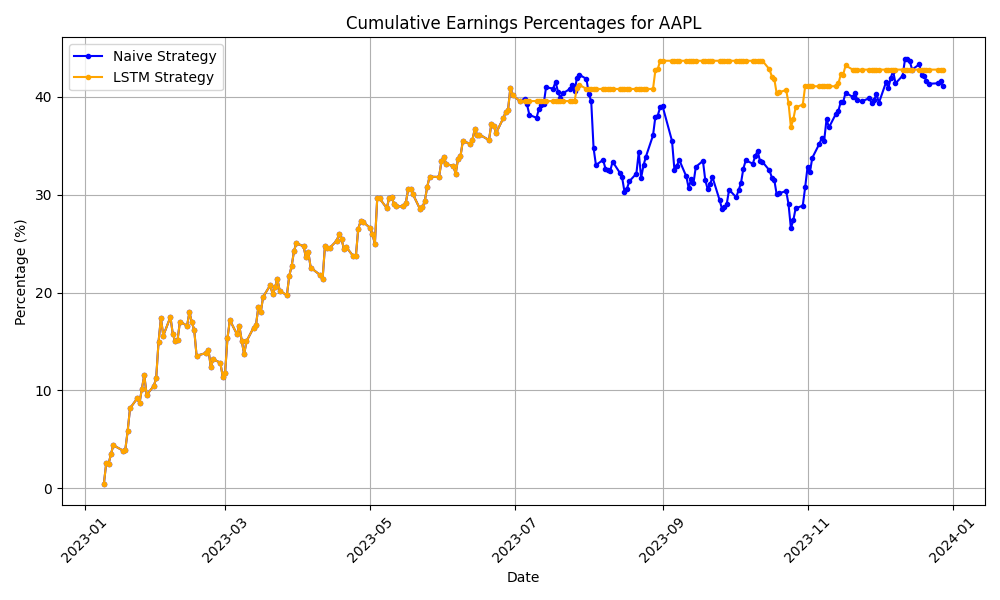 Cumulative Earnings Percentages for AAPL
Naive Strategy
LSTM Strategy
Percentage (%)
40
30
20
10
0
2023-01
2023-03
2023-05
2023-07
2023-09
2023-11
2024-01
Date